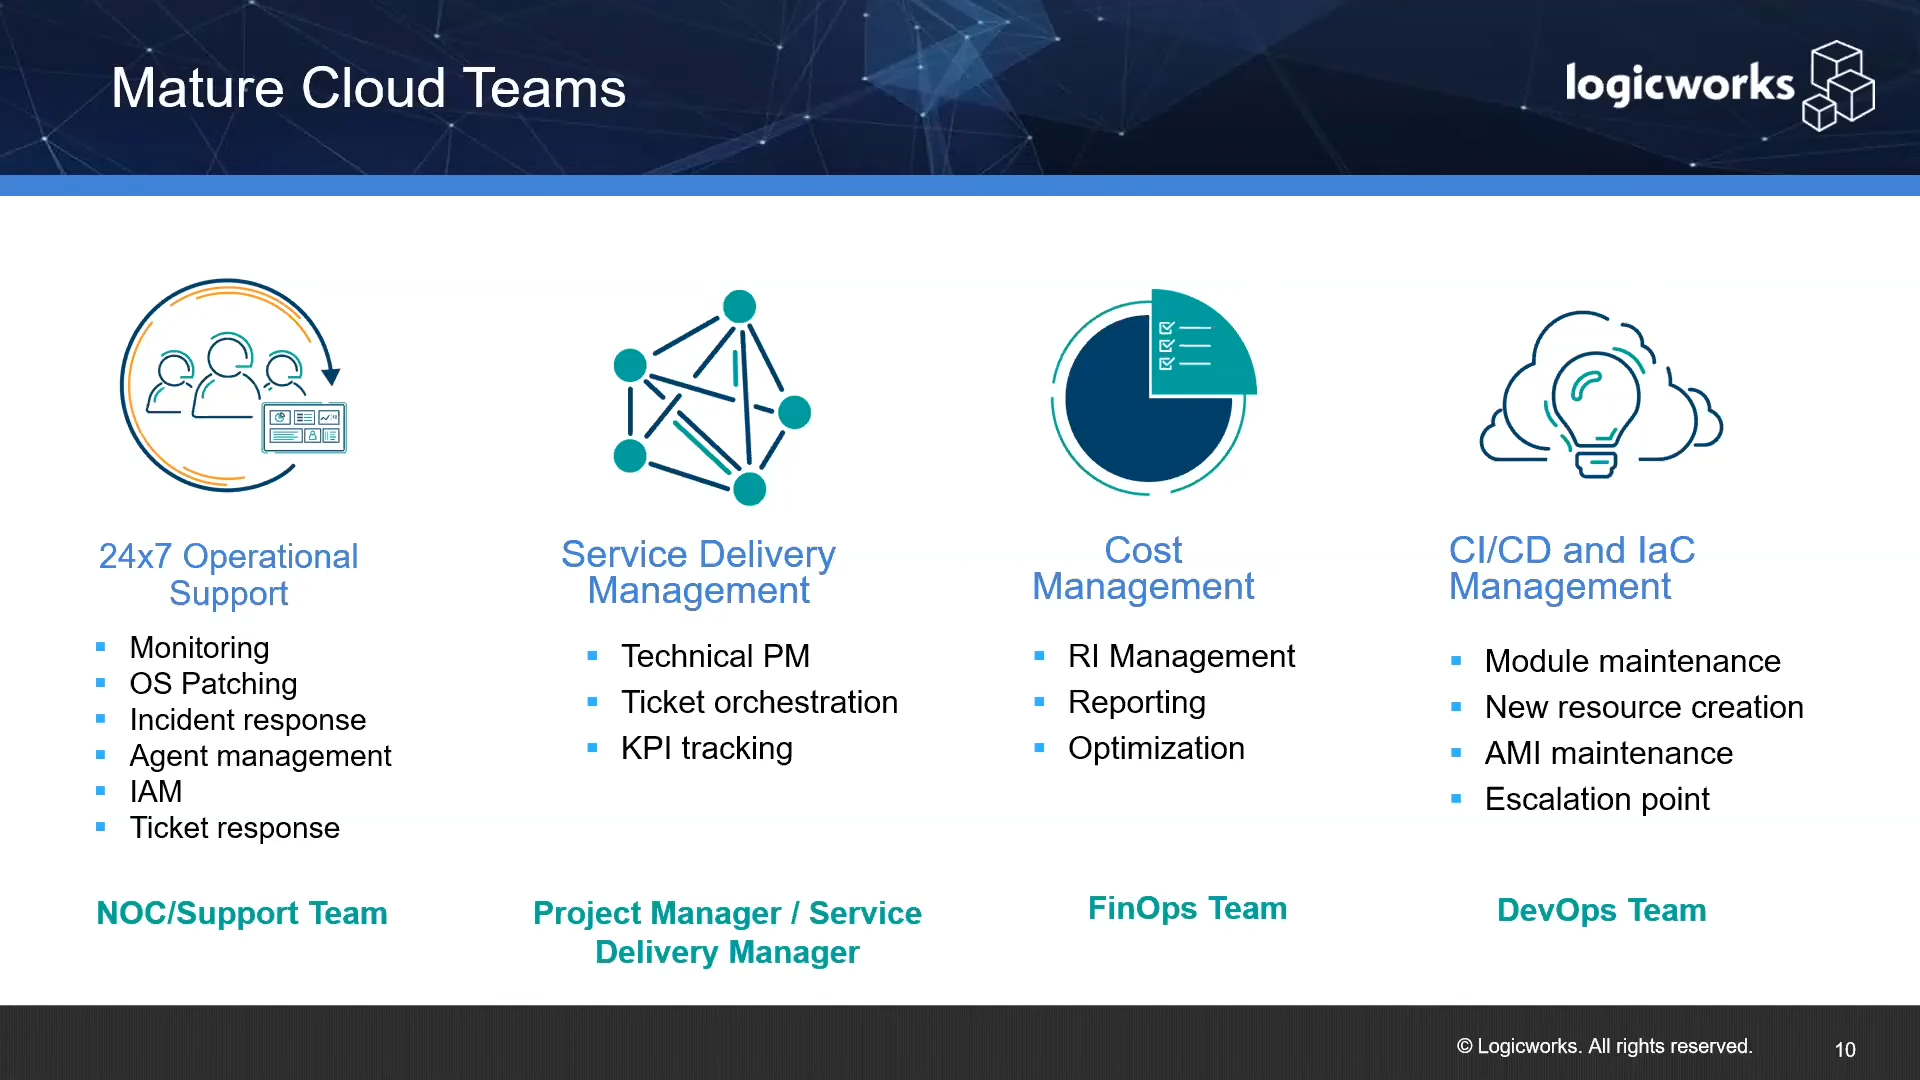 Mature Cloud Teams
logicworks
24x7 Operational
Support
Monitoring
OS Patching
Incident response
Agent management
IAM
Ticket response
NOC/Support Team
Service Delivery
Management
Technical PM
Ticket orchestration
KPI tracking
Project Manager / Service
Delivery Manager
Cost
Management
RI Management
Reporting
Optimization
FinOps Team
CI/CD and IaC
Management
Module maintenance
New resource creation
AMI maintenance
Escalation point
DevOps Team
© Logicworks. All rights reserved.
10